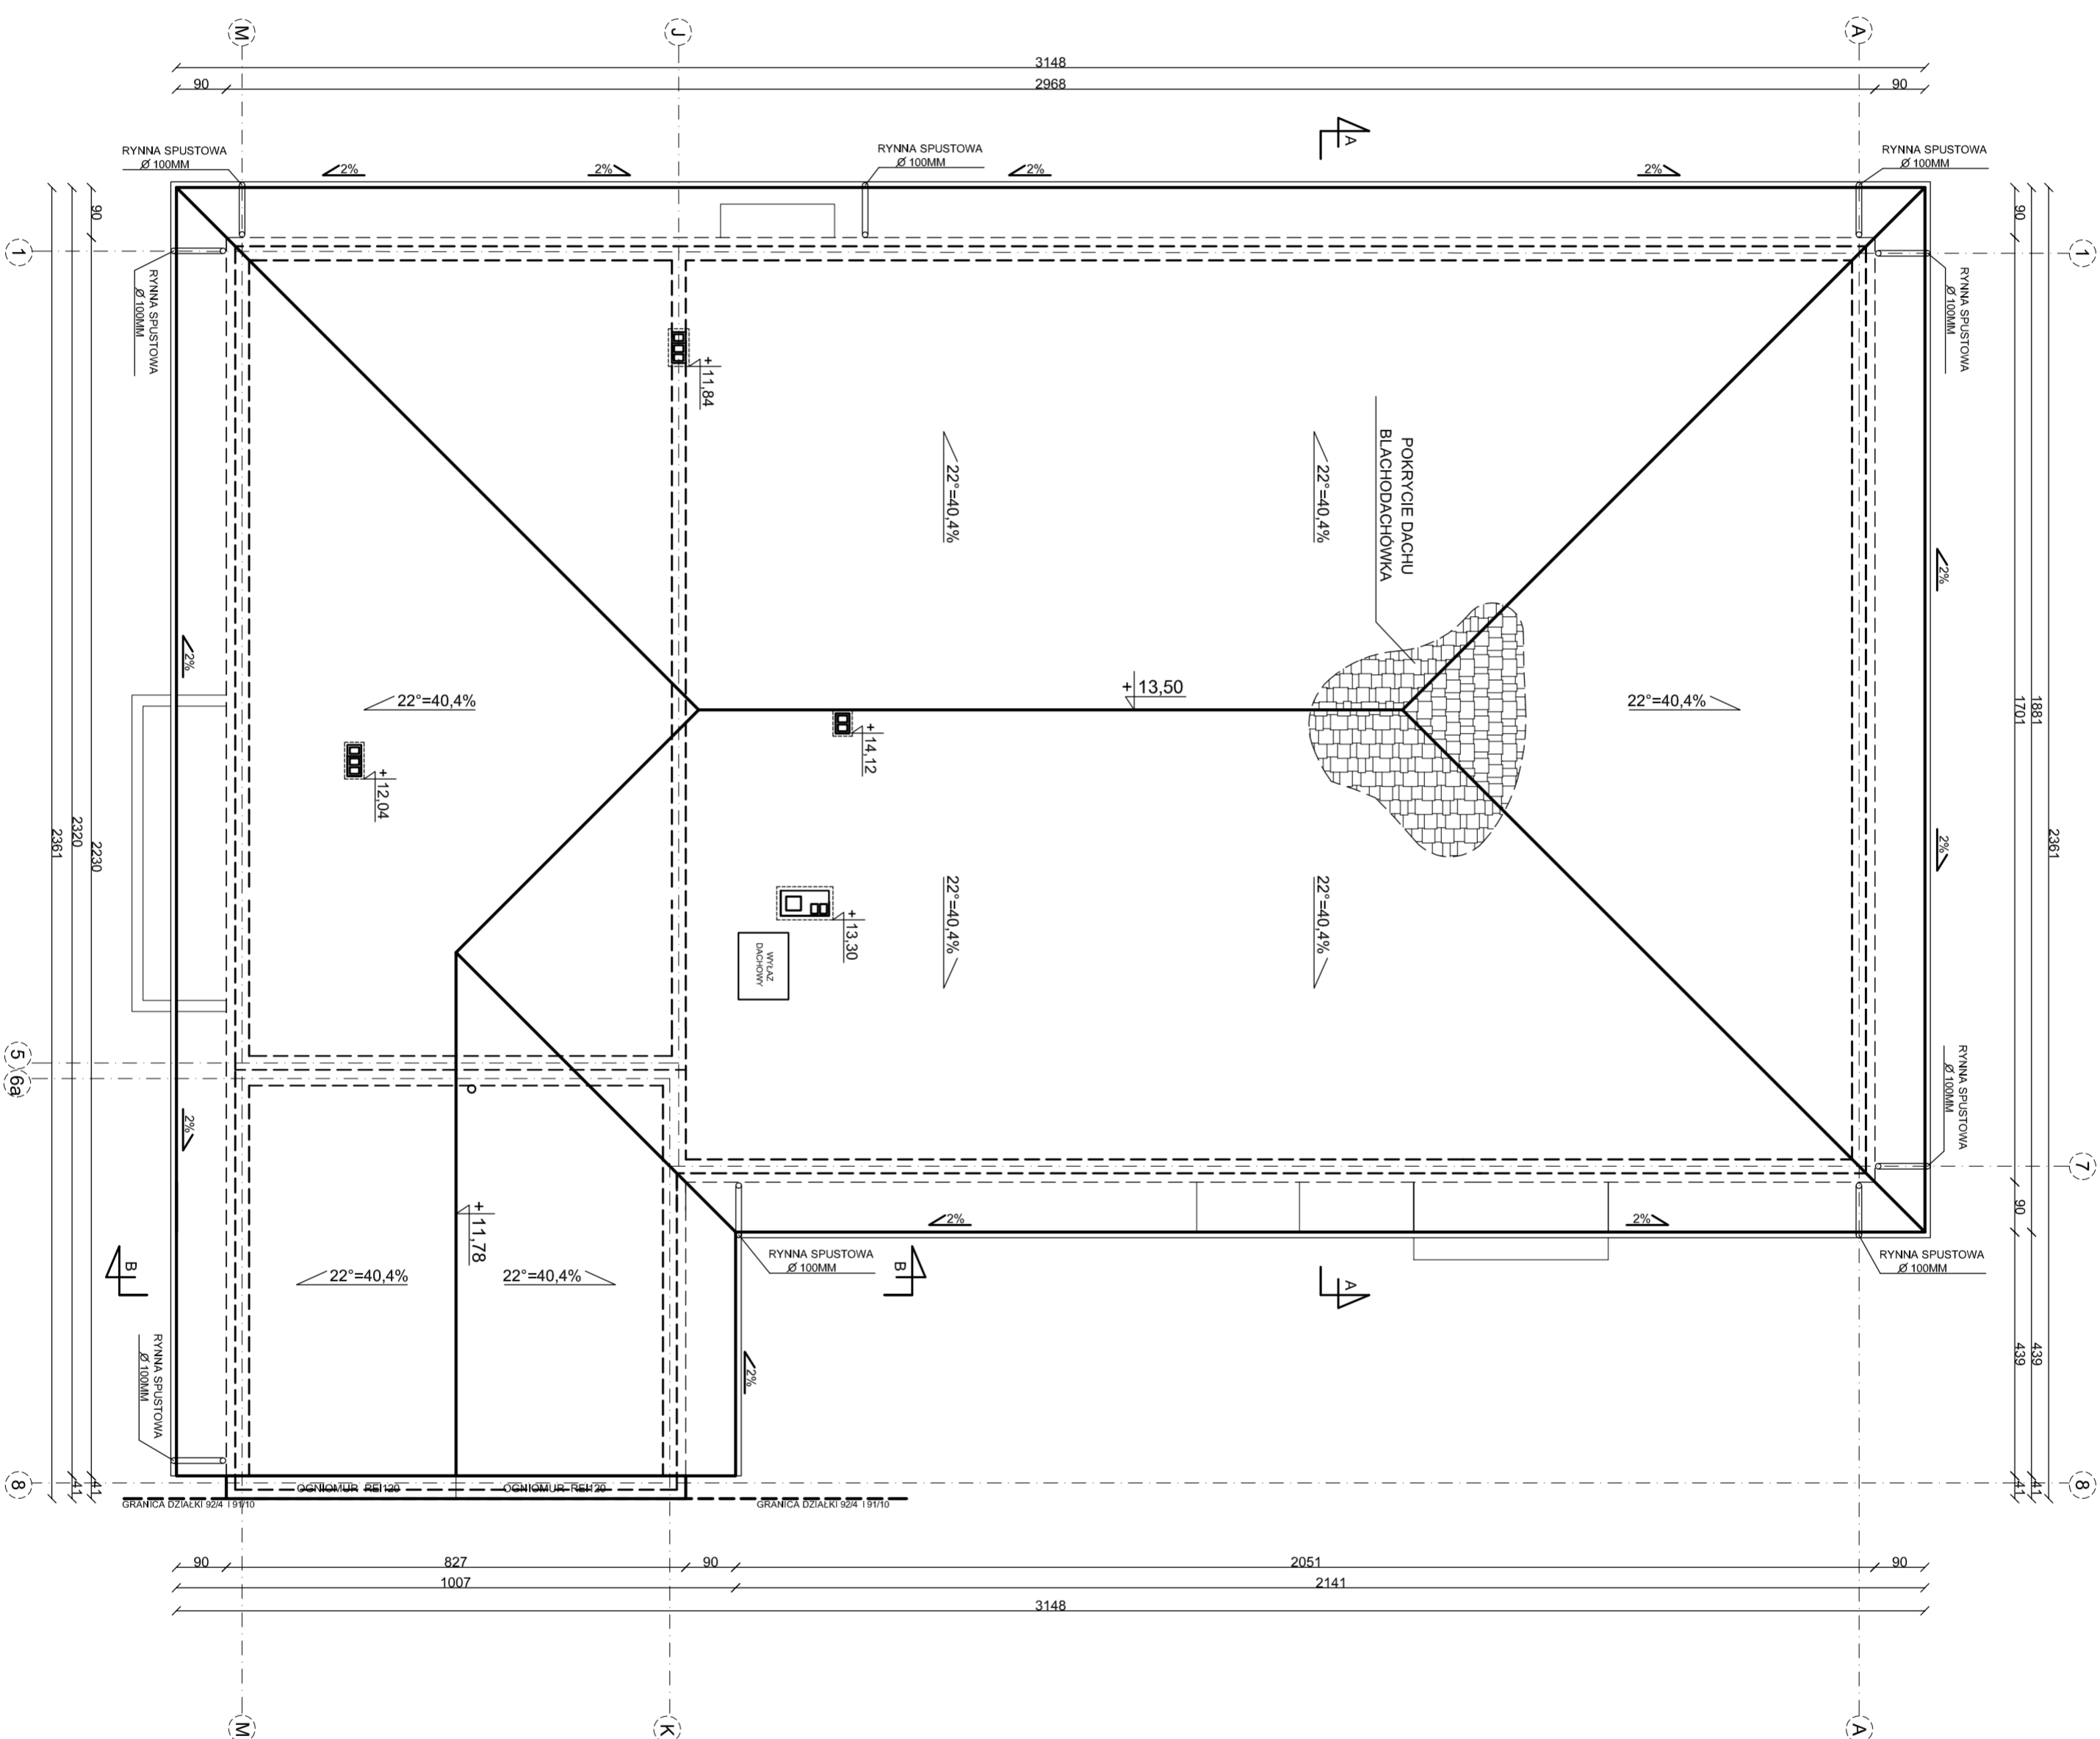 M
J
A
3148
90
2968
90
RYNNA SPUSTOWA
Ø 100MM
2%
2%
RYNNA SPUSTOWA
Ø 100MM
2%
A
2%
RYNNA SPUSTOWA
Ø 100MM
90
90
1
1
RYNNA SPUSTOWA
Ø 100MM
RYNNA SPUSTOWA
Ø 100MM
+11,84
22°=40,4%
22°=40,4%
POKRYCIE DACHU
BLACHODACHÓWKA
2%
2%
22°=40,4%
+13,50
22°=40,4%
1701
1881
2361
+14,12
+12,04
2361
2320
2230
2%
22°=40,4%
22°=40,4%
+13,30
WYŁAZ
DACHOWY
5
6a
2%
RYNNA SPUSTOWA
Ø 100MM
7
+11,78
2%
2%
90
B
22°=40,4%
22°=40,4%
RYNNA SPUSTOWA
Ø 100MM
B
A
RYNNA SPUSTOWA
Ø 100MM
RYNNA SPUSTOWA
Ø 100MM
2%
439
439
8
41
41
OGNIOMUR REI120
OGNIOMUR REI120
41
41
8
GRANICA DZIAŁKI 92/4 I 91/10
GRANICA DZIAŁKI 92/4 I 91/10
90
827
90
2051
90
1007
2141
3148
M
K
A